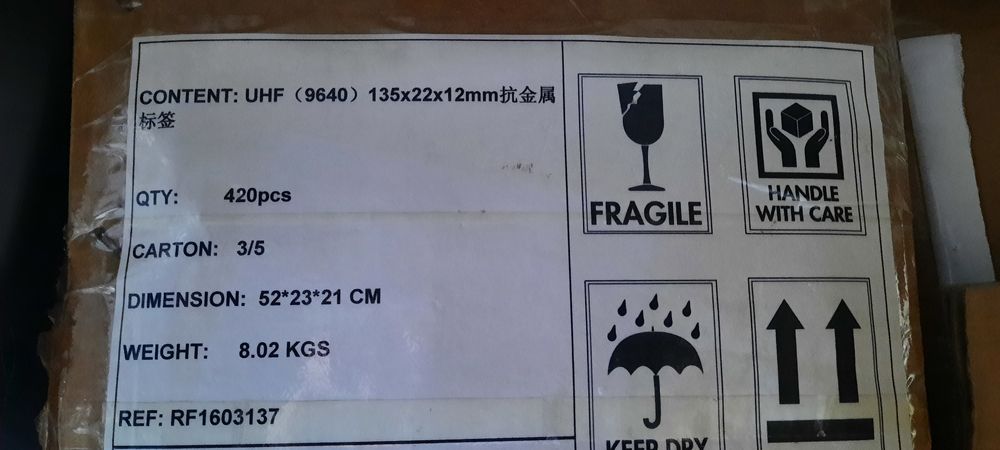 CONTENT: UHF（9640）135x22x12mm抗金属
标签
QTY: 420pcs
CARTON: 3/5
DIMENSION: 52*23*21 CM
WEIGHT: 8.02 KGS
REF: RF1603137
FRAGILE
HANDLE
WITH CARE
KEEP DRY